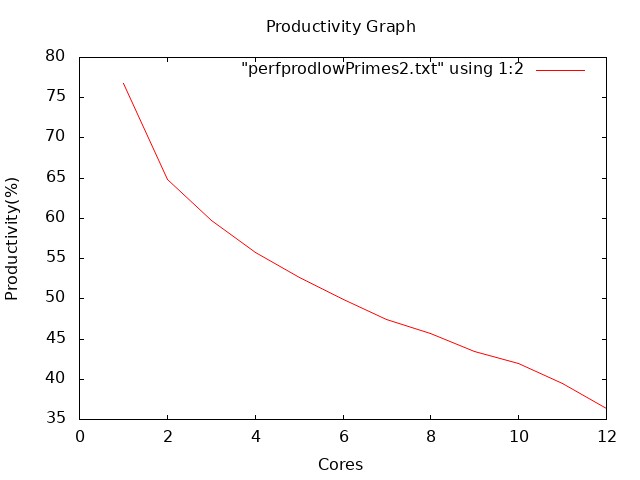 Productivity Graph
"perfprodlowPrimes2.txt" using 1:2
80
75
70
65
60
55
50
45
40
35
Productivity(%)
0 2 4 6 8 10 12
Cores